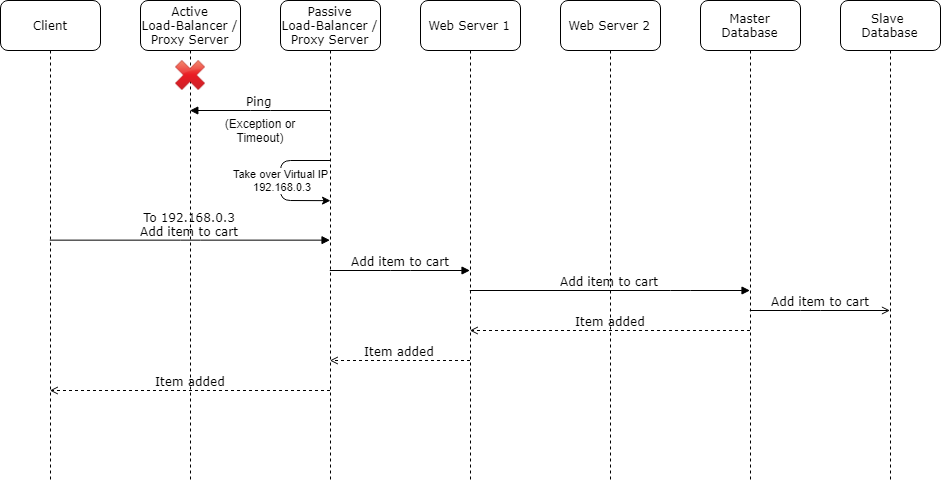 Client
Active
Load-Balancer /
Proxy Server
Passive
Load-Balancer /
Proxy Server
Web Server 1
Web Server 2
Master
Database
Slave
Database
Ping
(Exception or
Timeout)
Take over Virtual IP
192.168.0.3
To 192.168.0.3
Add item to cart
Add item to cart
Add item to cart
Add item to cart
Item added
Item added
Item added